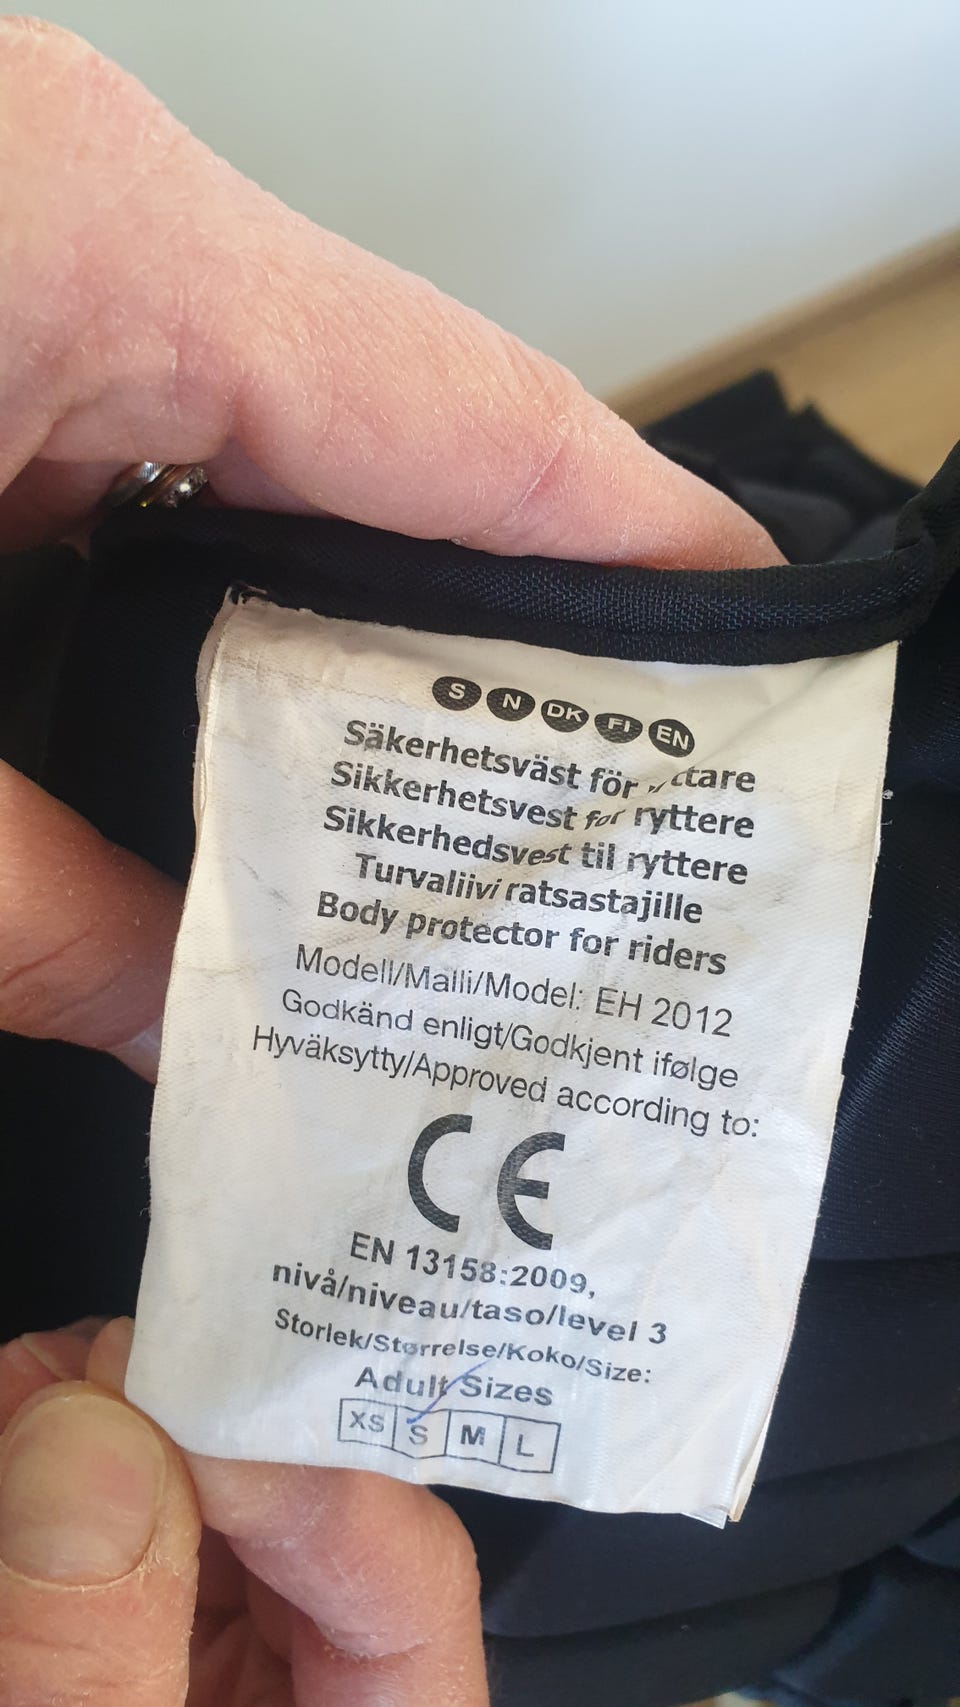 S N DK FI EN
Säkerhetsväst för
Sikkerhetsvest for ryttere
Sikkerhedsvest til ryttere
Turvaliivi ratsastajille
Body protector for riders
Modell/Malli/Model: EH 2012
Godkänd enligt/Godkjent ifølge
Hyväksytty/Approved according to:
CE
EN 13158:2009,
nivå/niveau/taso/level 3
Storlek/Størrelse/Koko/Size:
Adult Sizes
XS S M L